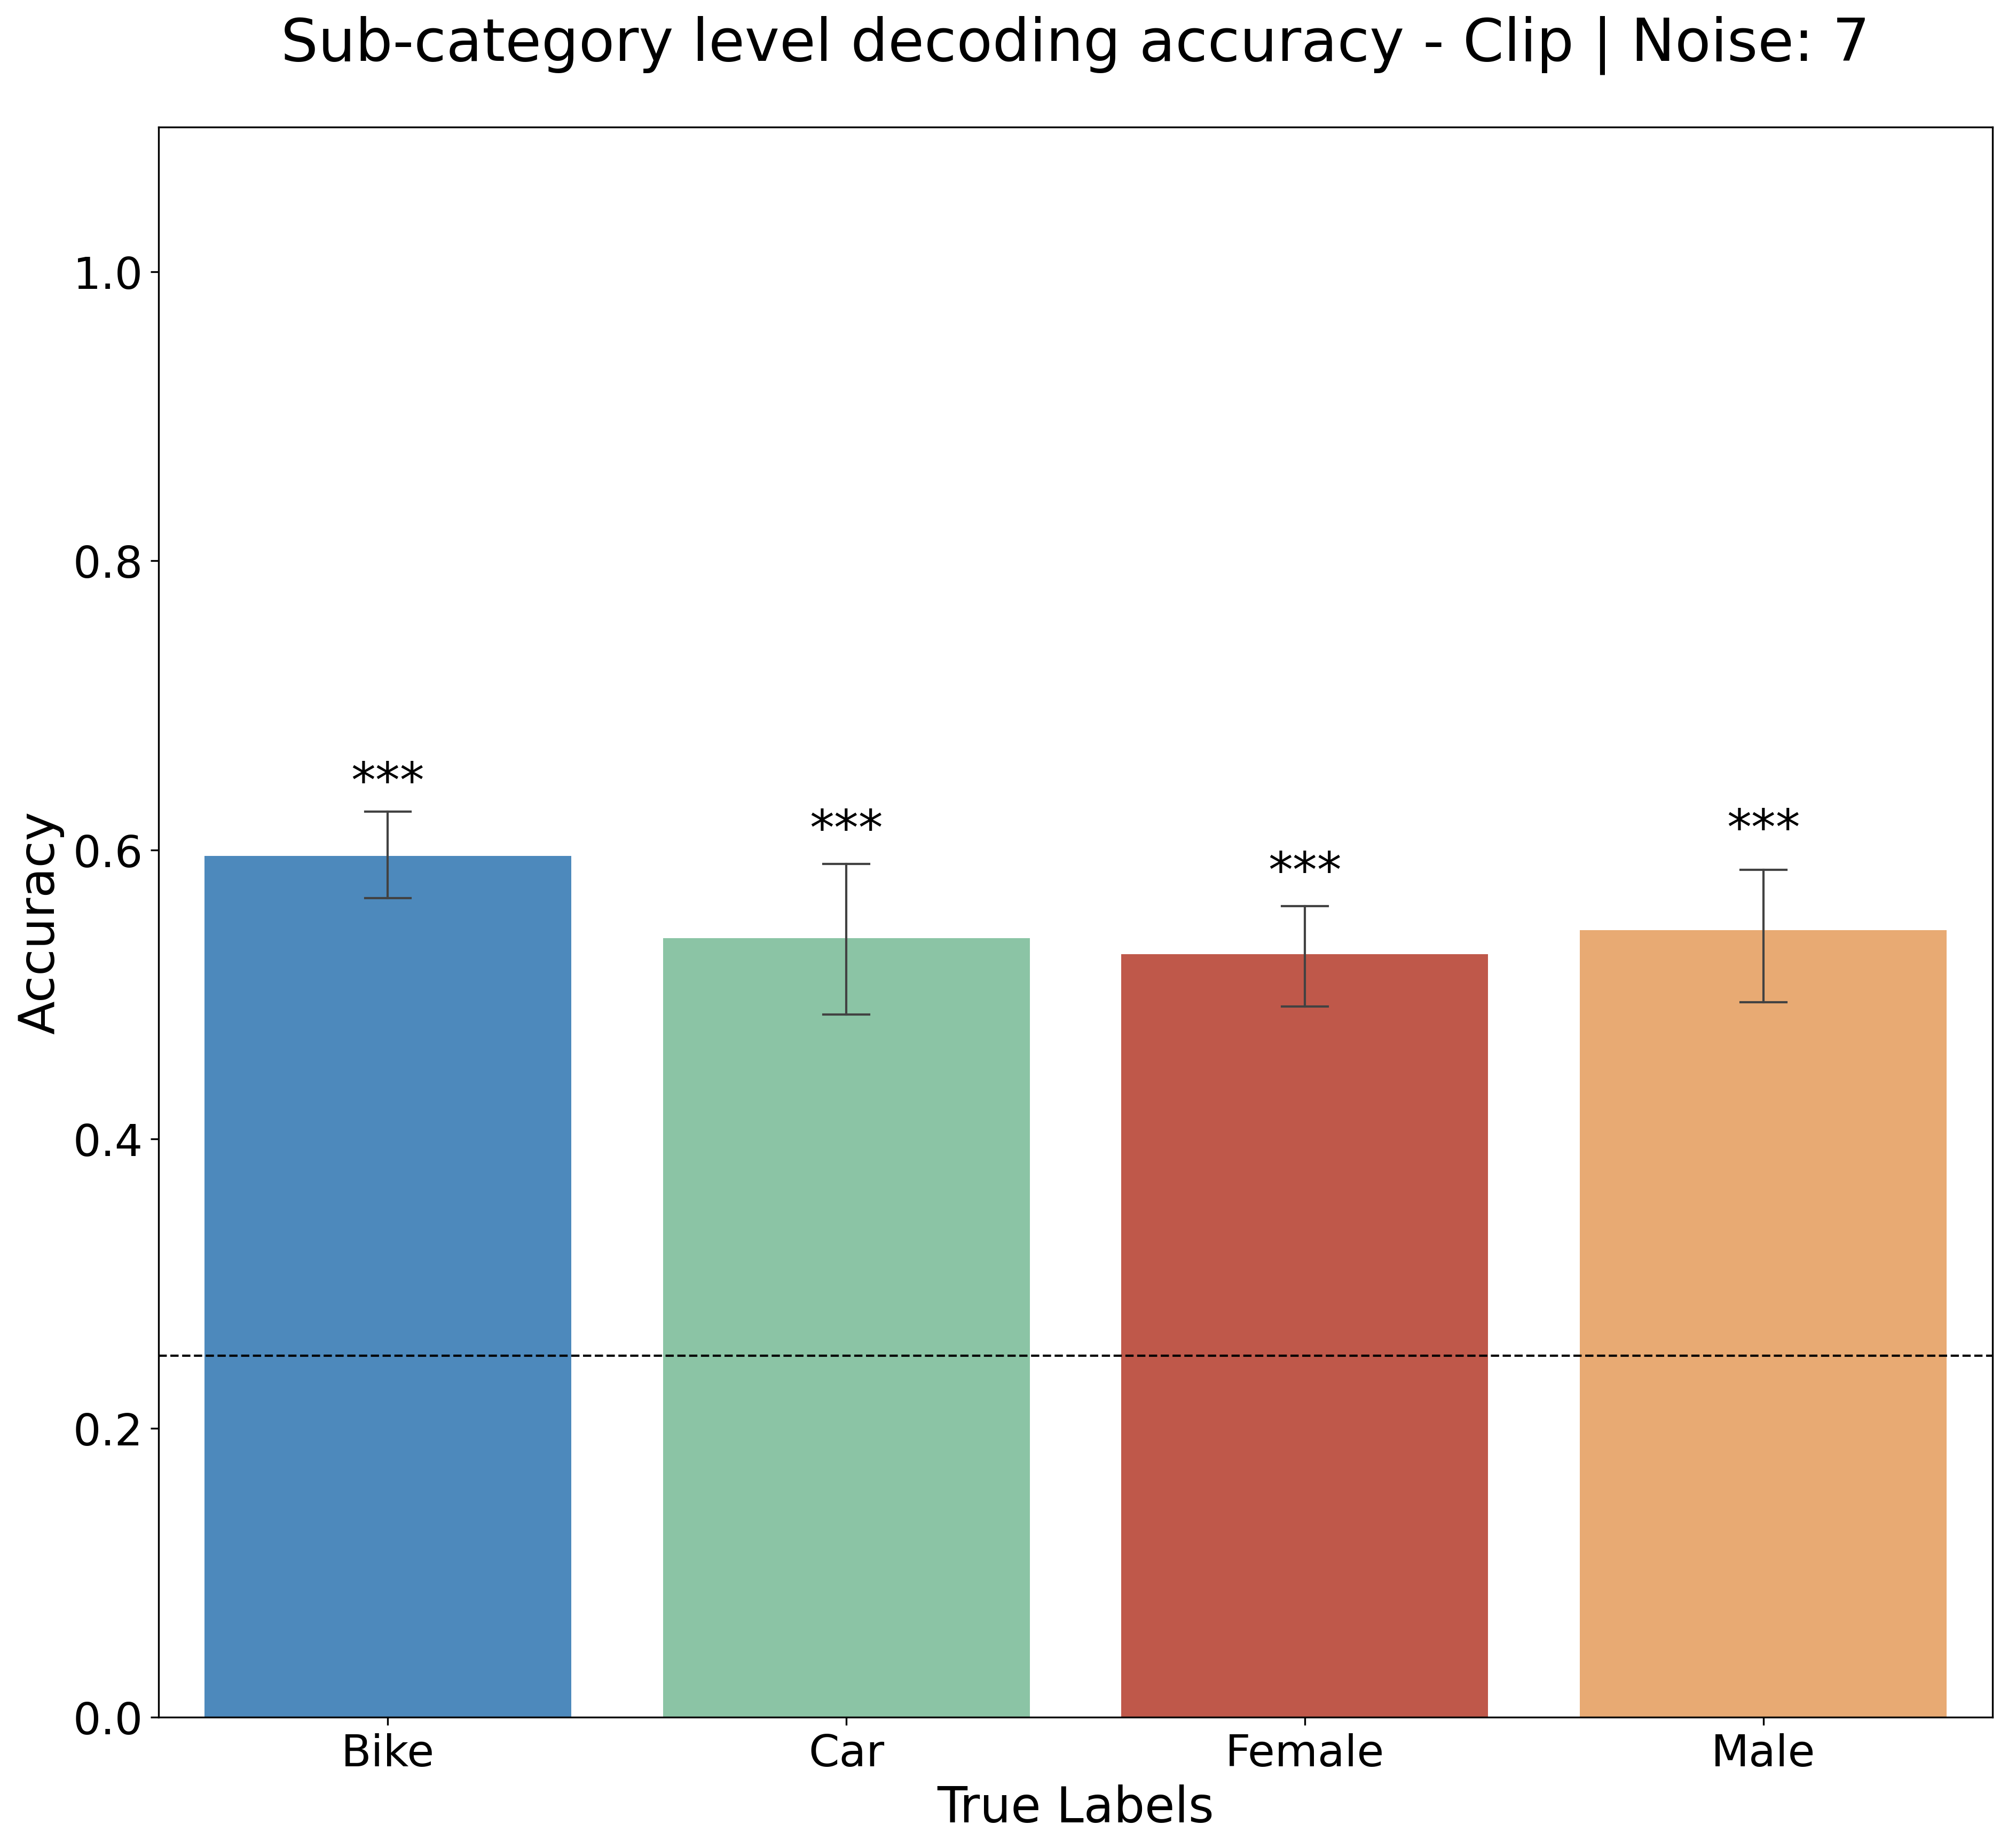 Sub-category level decoding accuracy - Clip | Noise: 7
1.0
0.8
0.6
0.4
0.2
0.0
Accuracy
***
***
***
***
Bike
Car
Female
Male
True Labels